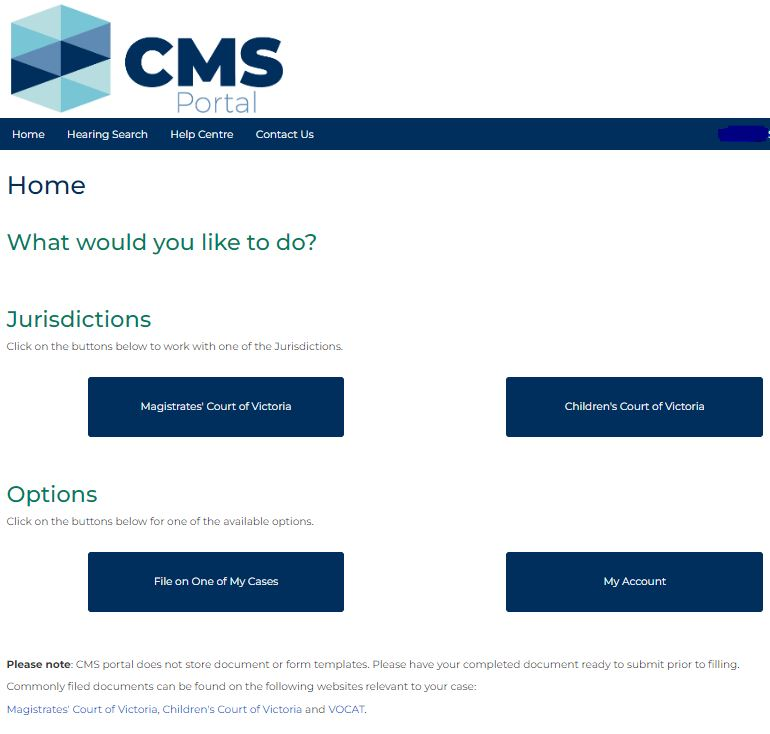 CMS
Portal
Home Hearing Search Help Centre Contact Us
Home
What would you like to do?
Jurisdictions
Click on the buttons below to work with one of the Jurisdictions.
Magistrates' Court of Victoria Children's Court of Victoria
Options
Click on the buttons below for one of the available options.
File on One of My Cases My Account
Please note: CMS portal does not store document or form templates. Please have your completed document ready to submit prior to filling.
Commonly filed documents can be found on the following websites relevant to your case:
Magistrates' Court of Victoria, Children's Court of Victoria and VOCAT.